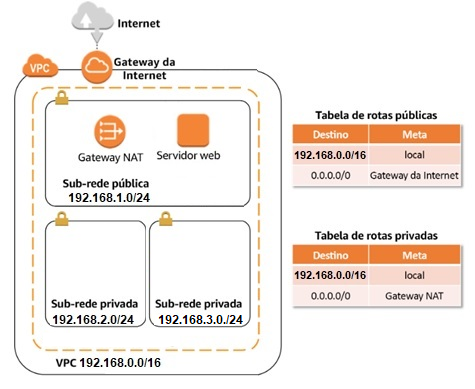 Internet
VPC
Gateway da
Internet
Gateway NAT
Servidor web
Sub-rede pública
192.168.1.0/24
Sub-rede privada
192.168.2.0/24
Sub-rede privada
192.168.3.0./24
VPC 192.168.0.0/16
Tabela de rotas públicas
Destino Meta
192.168.0.0/16 local
0.0.0.0/0 Gateway da Internet
Tabela de rotas privadas
Destino Meta
192.168.0.0/16 local
0.0.0.0/0 Gateway NAT